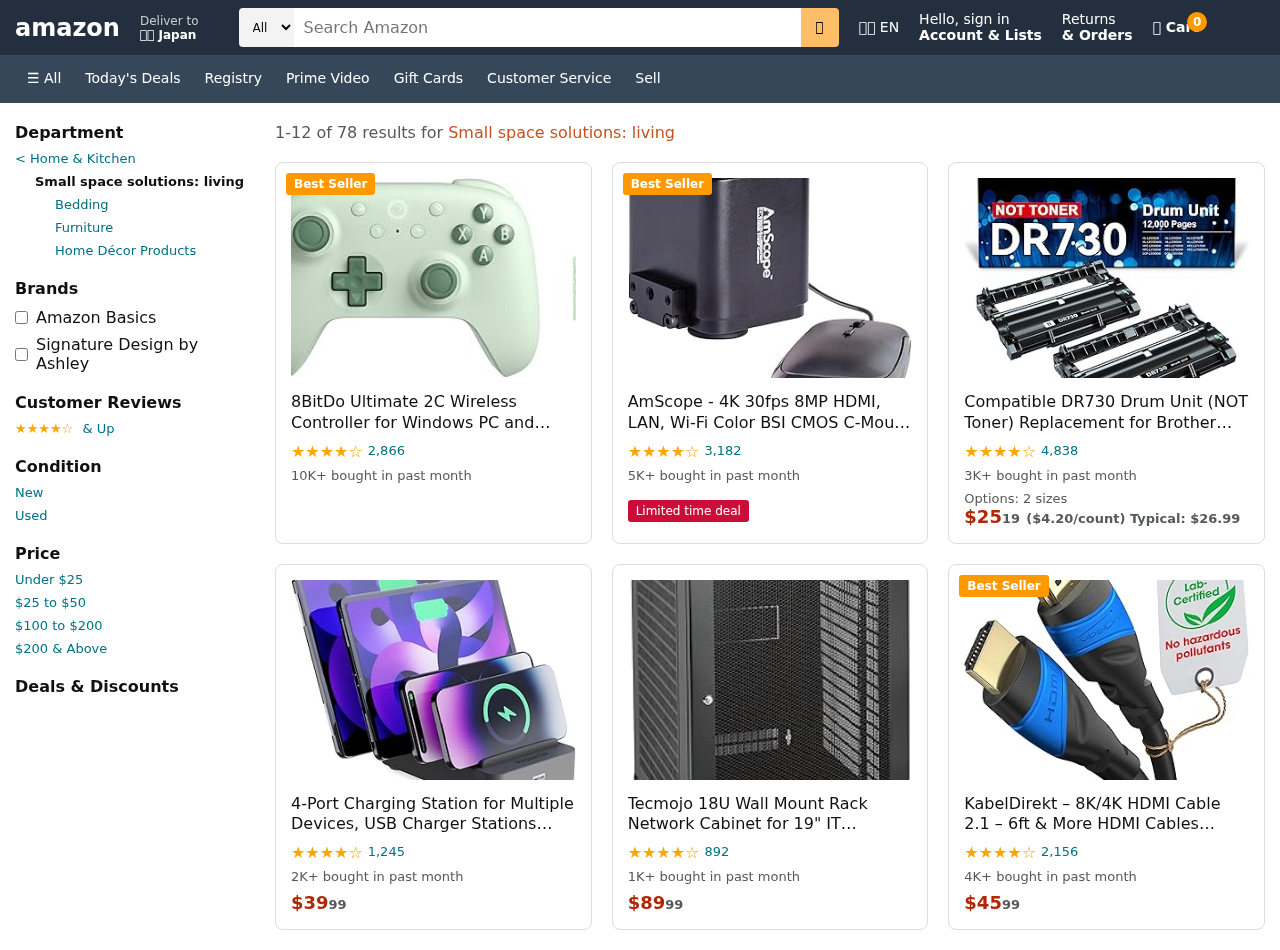 amazon
Deliver to
Japan
All
Search Amazon
EN
Hello, sign in
Account & Lists
Returns
& Orders
0
☰ All
Today's Deals
Registry
Prime Video
Gift Cards
Customer Service
Sell
Department
< Home & Kitchen
Small space solutions: living
Bedding
Furniture
Home Décor Products
Brands
Amazon Basics
Signature Design by
Ashley
Customer Reviews
★★★★☆ & Up
Condition
New
Used
Price
Under $25
$25 to $50
$100 to $200
$200 & Above
Deals & Discounts
1-12 of 78 results for Small space solutions: living
Best Seller
Y
X B
A
8BitDo Ultimate 2C Wireless
Controller for Windows PC and…
★★★★☆ 2,866
10K+ bought in past month
Best Seller
AmScope
AmScope - 4K 30fps 8MP HDMI,
LAN, Wi-Fi Color BSI CMOS C-Mou…
★★★★☆ 3,182
5K+ bought in past month
Limited time deal
NOT TONER
DR730
Drum Unit
12,000 Pages
DR730
Compatible DR730 Drum Unit (NOT
Toner) Replacement for Brother…
★★★★☆ 4,838
3K+ bought in past month
Options: 2 sizes
$2519 ($4.20/count) Typical: $26.99
4-Port Charging Station for Multiple
Devices, USB Charger Stations…
★★★★☆ 1,245
2K+ bought in past month
$3999
Tecmojo 18U Wall Mount Rack
Network Cabinet for 19" IT…
★★★★☆ 892
1K+ bought in past month
$8999
Best Seller
Lab-
Certified
No hazardous
pollutants
HDMI
KabelDirekt – 8K/4K HDMI Cable
2.1 – 6ft & More HDMI Cables…
★★★★☆ 2,156
4K+ bought in past month
$4599